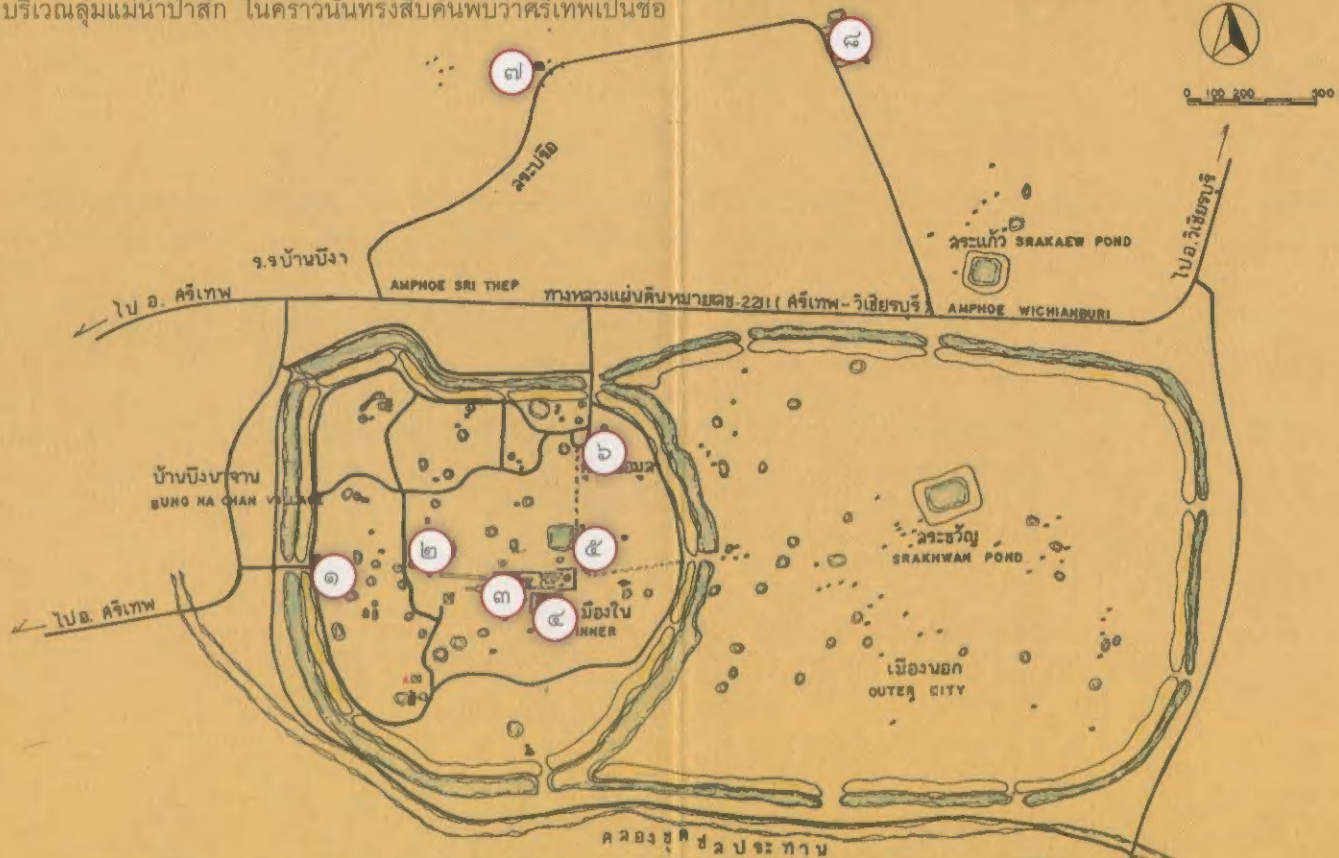 บริเวณลุ่มแม่น้ำป่าสัก ในคราวนั้นทรงสืบค้นพบว่าศรีเทพเป็นชื่อ
๘
๗
0 100 200 500
สระปรือ
ไป อ.วิเชียรบุรี
สระแก้ว SRAKAEW POND
ร.ร บ้านบึงฯ
AMPHOE SRI THEP
ไป อ. ศรีเทพ
ทางหลวงแผ่นดินหมายเลข 2211 ( ศรีเทพ - วิเชียรบุรี )
AMPHOE WICHIANBURI
๖
มูล
บ้านบึงนาจาน
BUNG NA CHAN
สระขวัญ
SRAKHWAN POND
๒
๕
๑
๓
๔
เมืองใน
INNER
ไป อ. ศรีเทพ
เมืองนอก
OUTER CITY
คลองขุดชลประทาน